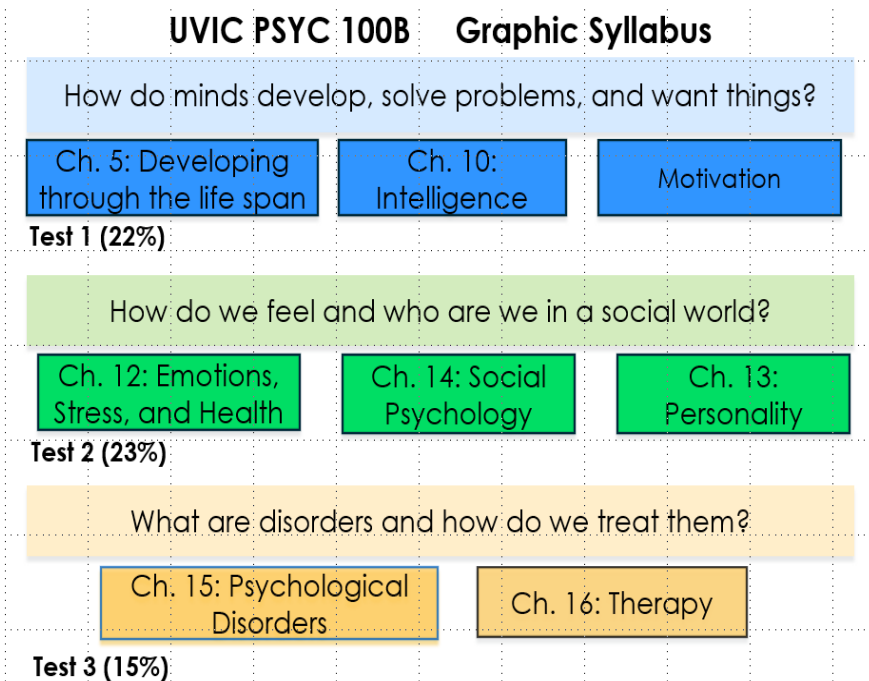 UVIC PSYC 100B Graphic Syllabus
How do minds develop, solve problems, and want things?
Ch. 5: Developing
through the life span
Ch. 10:
Intelligence
Motivation
Test 1 (22%)
How do we feel and who are we in a social world?
Ch. 12: Emotions,
Stress, and Health
Ch. 14: Social
Psychology
Ch. 13:
Personality
Test 2 (23%)
What are disorders and how do we treat them?
Ch. 15: Psychological
Disorders
Ch. 16: Therapy
Test 3 (15%)